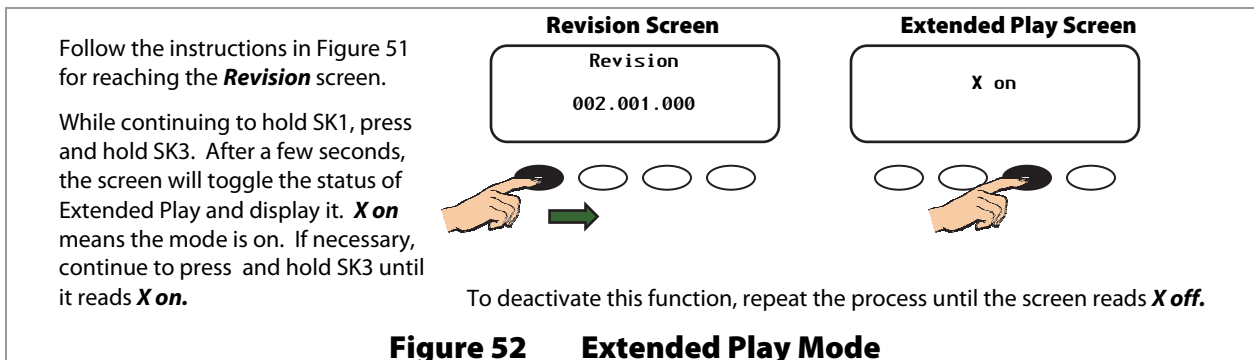 Follow the instructions in Figure 51
for reaching the Revision screen.
While continuing to hold SK1, press
and hold SK3. After a few seconds,
the screen will toggle the status of
Extended Play and display it. X on
means the mode is on. If necessary,
continue to press and hold SK3 until
it reads X on.
Revision Screen
Revision
002.001.000
Extended Play Screen
X on
To deactivate this function, repeat the process until the screen reads X off.
Figure 52 Extended Play Mode